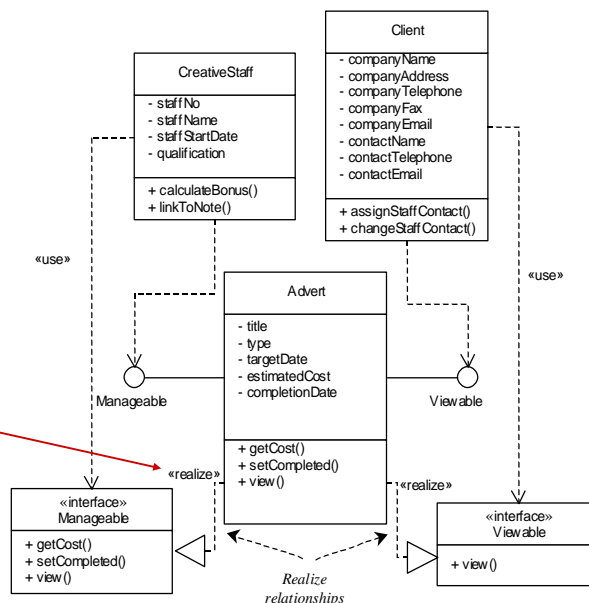 Client
- companyName
- companyAddress
- companyTelephone
- companyFax
- companyEmail
- contactName
- contactTelephone
- contactEmail
+ assignStaffContact()
+ changeStaffContact()
CreativeStaff
- staffNo
- staffName
- staffStartDate
- qualification
+ calculateBonus()
+ linkToNote()
«use»
«use»
Advert
- title
- type
- targetDate
- estimatedCost
- completionDate
+ getCost()
+ setCompleted()
+ view()
Manageable
Viewable
«realize»
«realize»
«interface»
Manageable
+ getCost()
+ setCompleted()
+ view()
«interface»
Viewable
+ view()
Realize
relationships